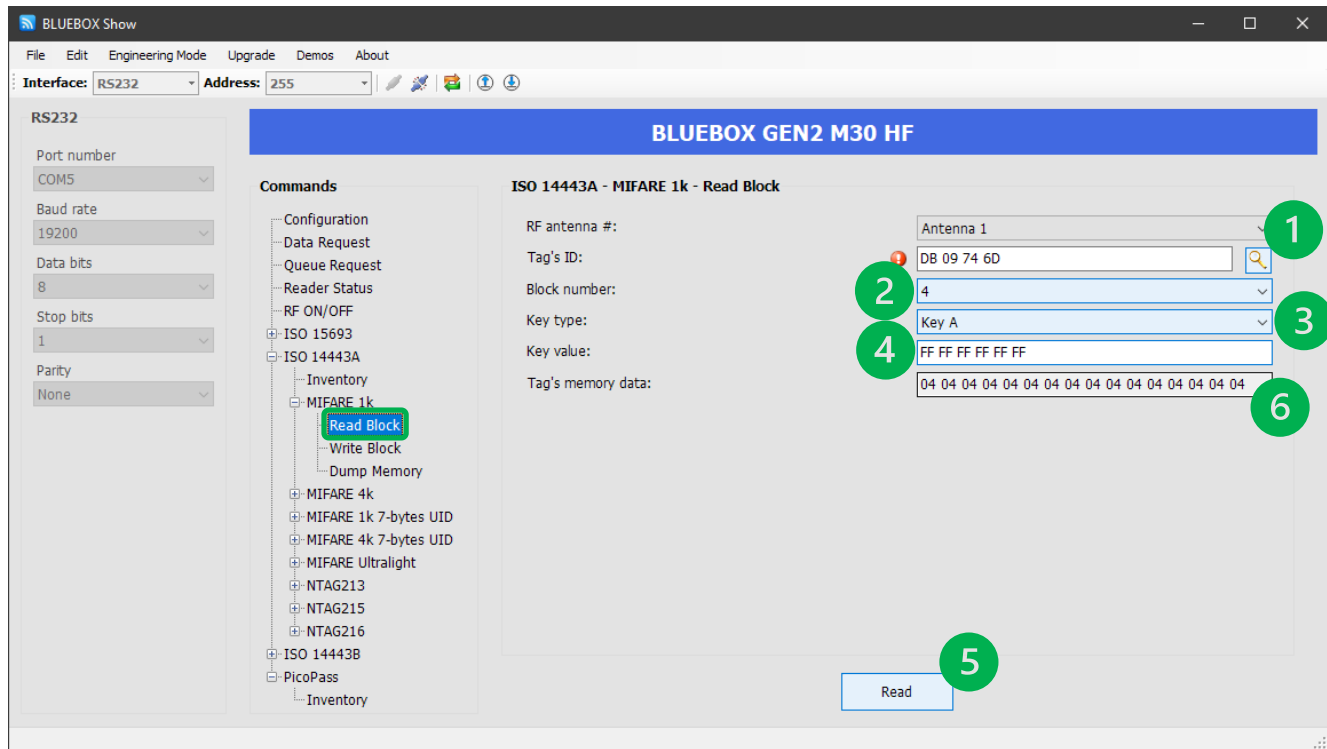 BLUEBOX Show
File Edit Engineering Mode Upgrade Demos About
Interface: RS232 Address: 255
RS232
Port number
COM5
Baud rate
19200
Data bits
8
Stop bits
1
Parity
None
BLUEBOX GEN2 M30 HF
Commands
Configuration
Data Request
Queue Request
Reader Status
RF ON/OFF
ISO 15693
ISO 14443A
Inventory
MIFARE 1k
Read Block
Write Block
Dump Memory
MIFARE 4k
MIFARE 1k 7-bytes UID
MIFARE 4k 7-bytes UID
MIFARE Ultralight
NTAG213
NTAG215
NTAG216
ISO 14443B
PicoPass
Inventory
ISO 14443A - MIFARE 1k - Read Block
RF antenna #: Antenna 1 1
Tag's ID: DB 09 74 6D
Block number: 2 4
Key type: Key A 3
Key value: 4 FF FF FF FF FF FF
Tag's memory data: 04 04 04 04 04 04 04 04 04 04 04 04 04 04 04 04
6
5
Read